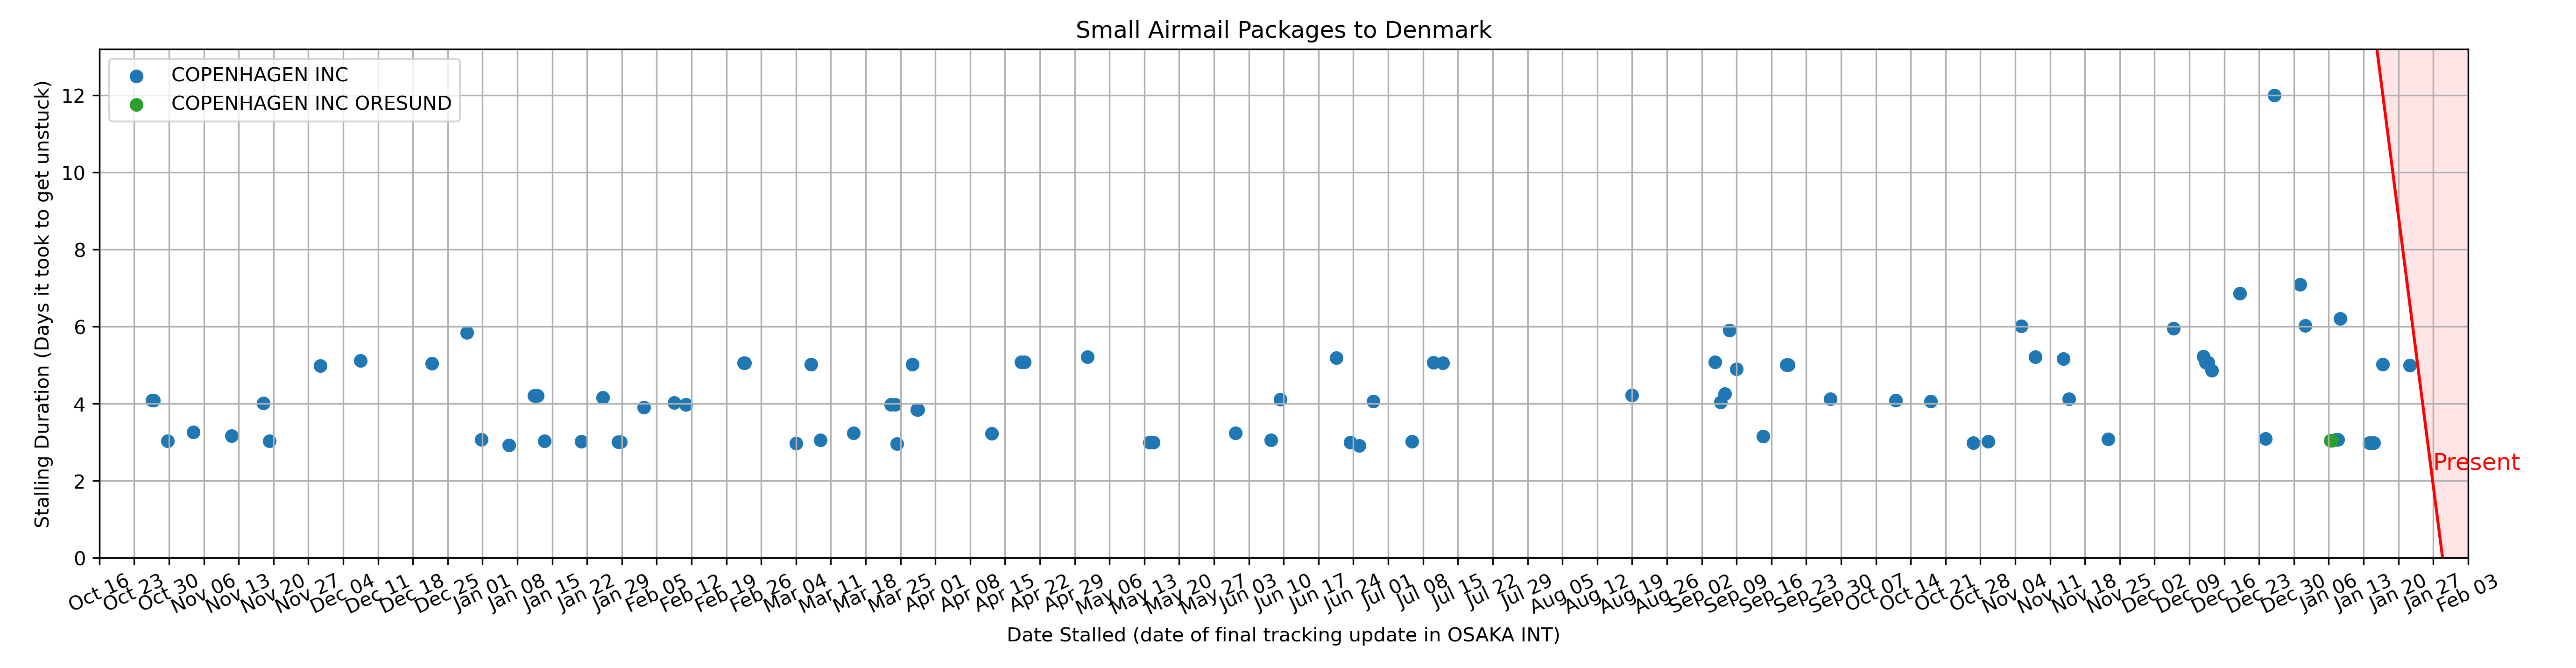 Small Airmail Packages to Denmark
COPENHAGEN INC
COPENHAGEN INC ORESUND
Stalling Duration (Days it took to get unstuck)
12
10
8
6
4
2
0
Present
Oct 16
Oct 23
Oct 30
Nov 06
Nov 13
Nov 20
Nov 27
Dec 04
Dec 11
Dec 18
Dec 25
Jan 01
Jan 08
Jan 15
Jan 22
Jan 29
Feb 05
Feb 12
Feb 19
Feb 26
Mar 04
Mar 11
Mar 18
Mar 25
Apr 01
Apr 08
Apr 15
Apr 22
Apr 29
May 06
May 13
May 20
May 27
Jun 03
Jun 10
Jun 17
Jun 24
Jul 01
Jul 08
Jul 15
Jul 22
Jul 29
Aug 05
Aug 12
Aug 19
Aug 26
Sep 02
Sep 09
Sep 16
Sep 23
Sep 30
Oct 07
Oct 14
Oct 21
Oct 28
Nov 04
Nov 11
Nov 18
Nov 25
Dec 02
Dec 09
Dec 16
Dec 23
Dec 30
Jan 06
Jan 13
Jan 20
Jan 27
Feb 03
Date Stalled (date of final tracking update in OSAKA INT)